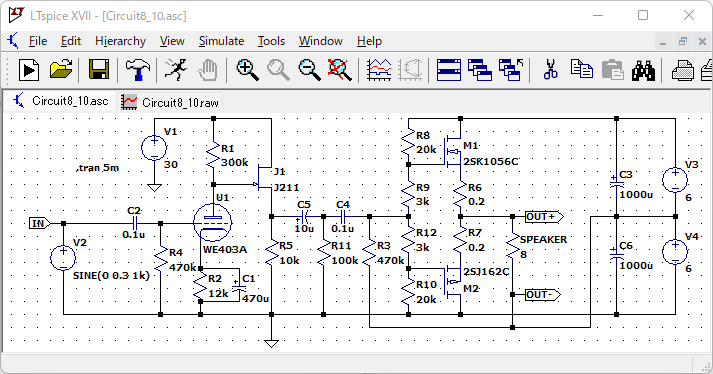 LTspice XVII - [Circuit8_10.asc]
File Edit Hierarchy View Simulate Tools Window Help
Circuit8_10.asc Circuit8_10.raw
V1
30
.tran 5m
R1
300k
J1
J211
U1
WE403A
IN
C2
0.1u
V2
SINE(0 0.3 1k)
R4
470k
R2
12k
C1
470u
R5
10k
C5
10u
C4
0.1u
R11
100k
R3
470k
R8
20k
R9
3k
R12
3k
R10
20k
M1
2SK1056C
R6
0.2
R7
0.2
2SJ162C
M2
OUT+
SPEAKER
8
OUT-
C3
1000u
C6
1000u
V3
6
V4
6